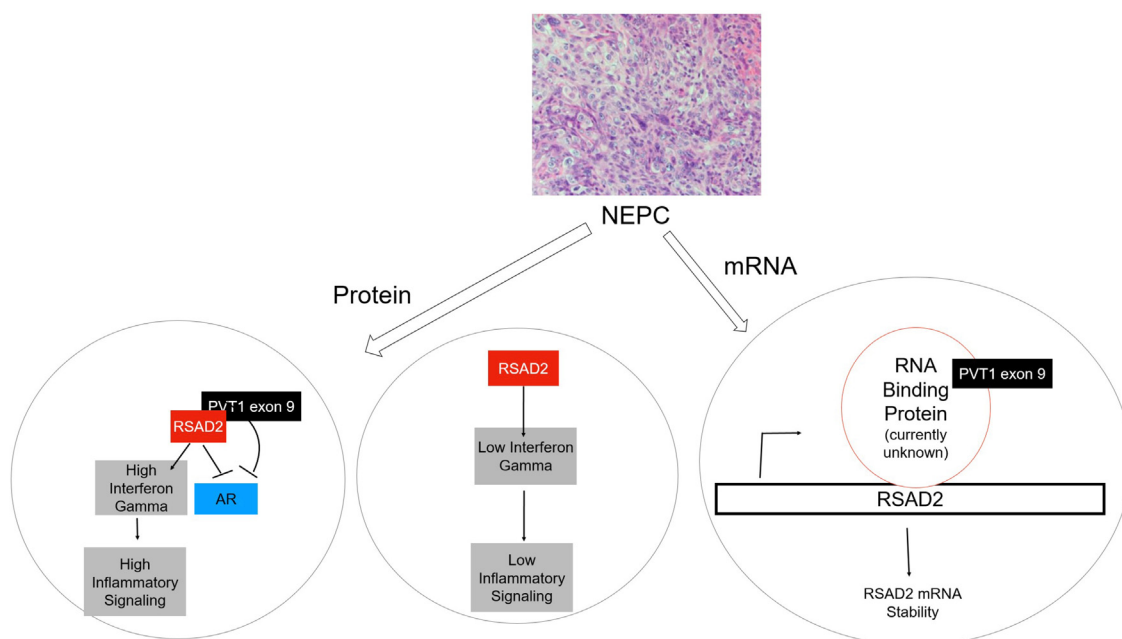 NEPC
Protein
mRNA
PVT1 exon 9
RSAD2
High
Interferon
Gamma
AR
High
Inflammatory
Signaling
RSAD2
Low Interferon
Gamma
Low
Inflammatory
Signaling
RNA
Binding
Protein
(currently
unknown)
PVT1 exon 9
RSAD2
RSAD2 mRNA
Stability